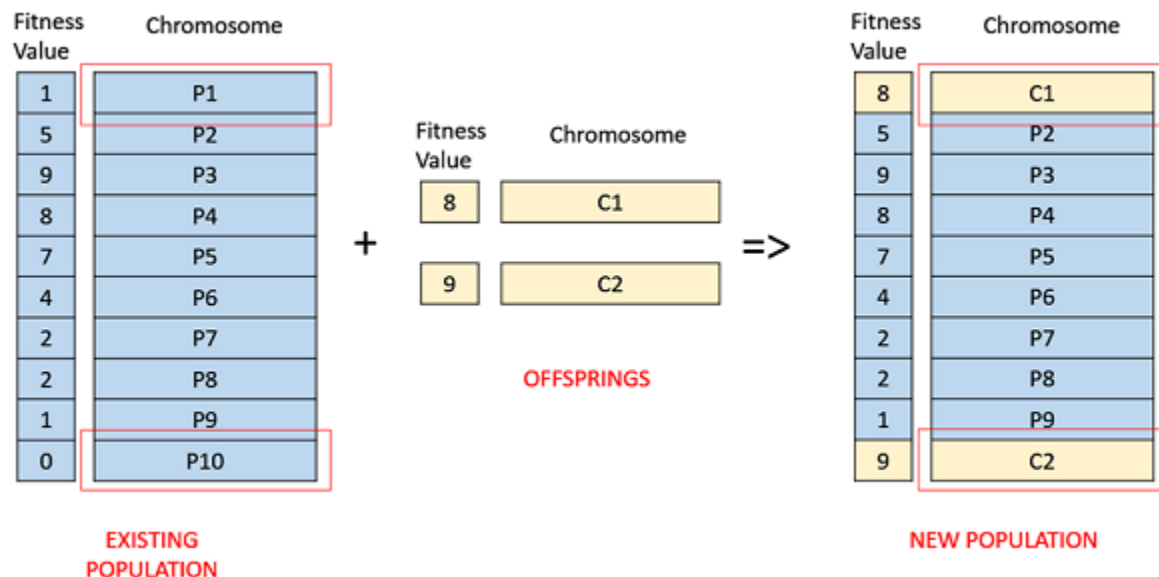 Fitness Value Chromosome
1 P1
5 P2
9 P3
8 P4
7 P5
4 P6
2 P7
2 P8
1 P9
0 P10
EXISTING
POPULATION
+
Fitness Value Chromosome
8 C1
9 C2
OFFSPRINGS
=>
Fitness Value Chromosome
8 C1
5 P2
9 P3
8 P4
7 P5
4 P6
2 P7
2 P8
1 P9
9 C2
NEW POPULATION